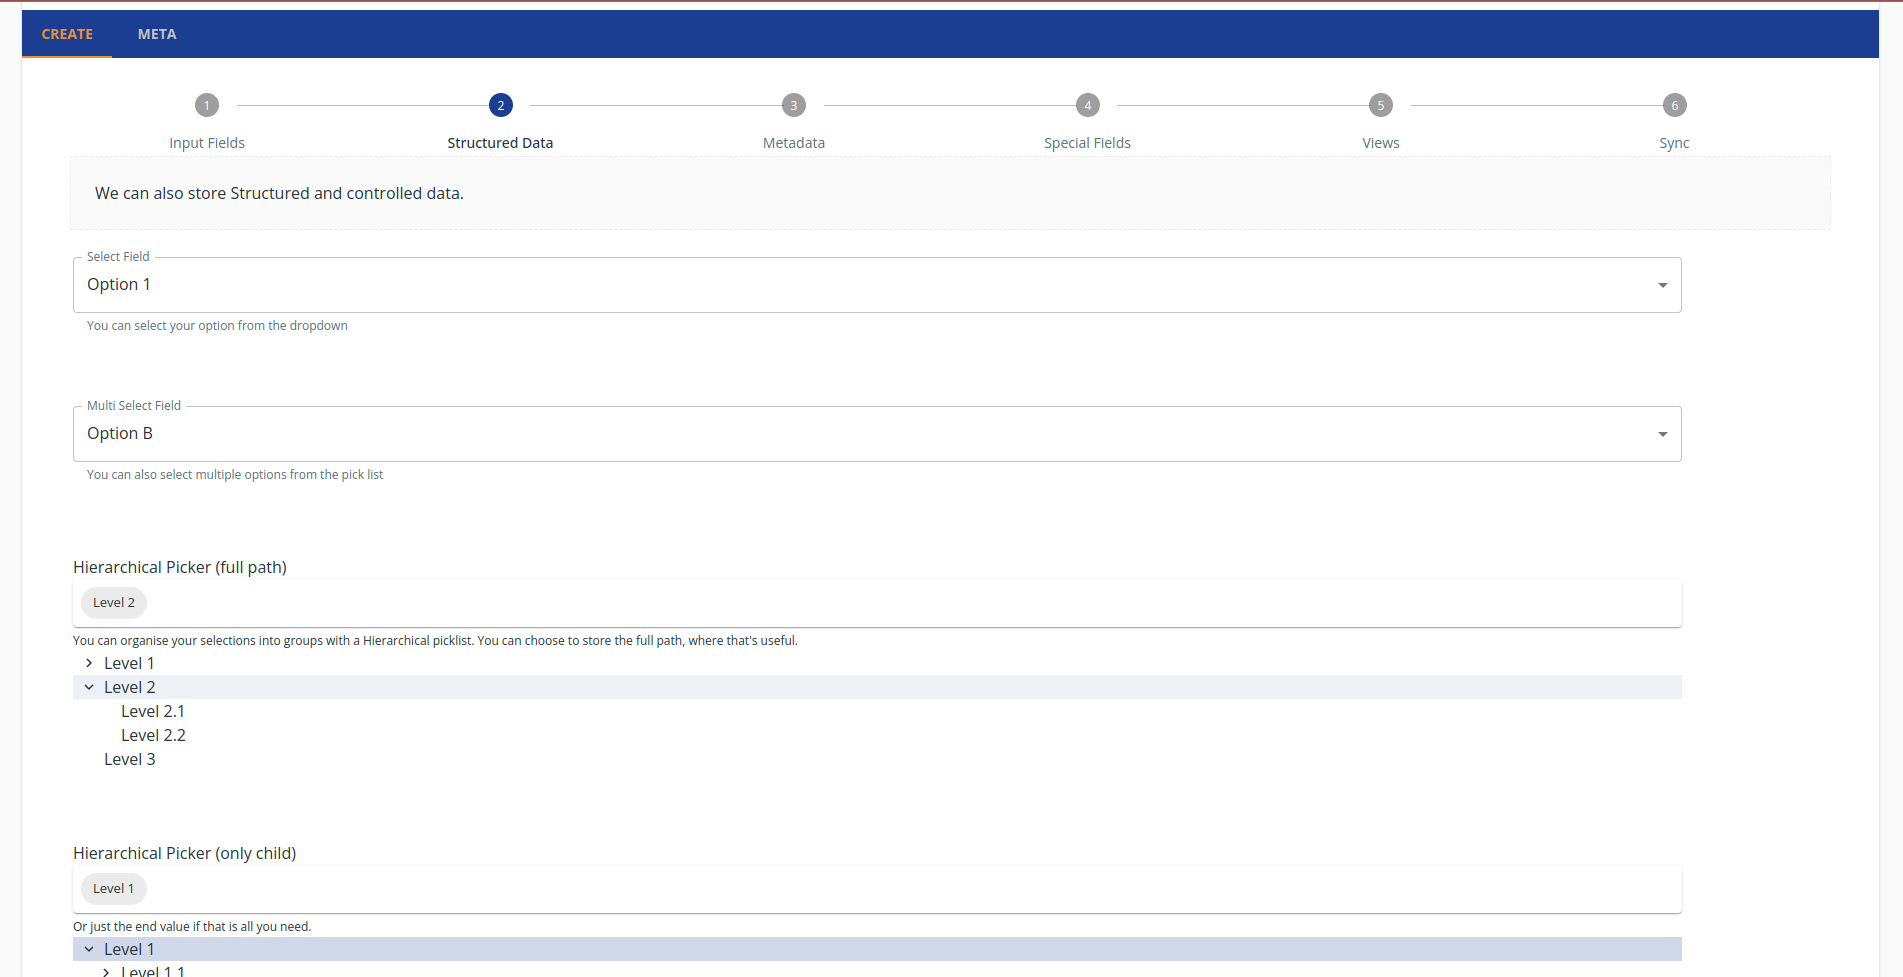 CREATE META
1 2 3 4 5 6
Input Fields Structured Data Metadata Special Fields Views Sync
We can also store Structured and controlled data.
Select Field
Option 1
You can select your option from the dropdown
Multi Select Field
Option B
You can also select multiple options from the pick list
Hierarchical Picker (full path)
Level 2
You can organise your selections into groups with a Hierarchical picklist. You can choose to store the full path, where that's useful.
Level 1
Level 2
Level 2.1
Level 2.2
Level 3
Hierarchical Picker (only child)
Level 1
Or just the end value if that is all you need.
Level 1
Level 1.1